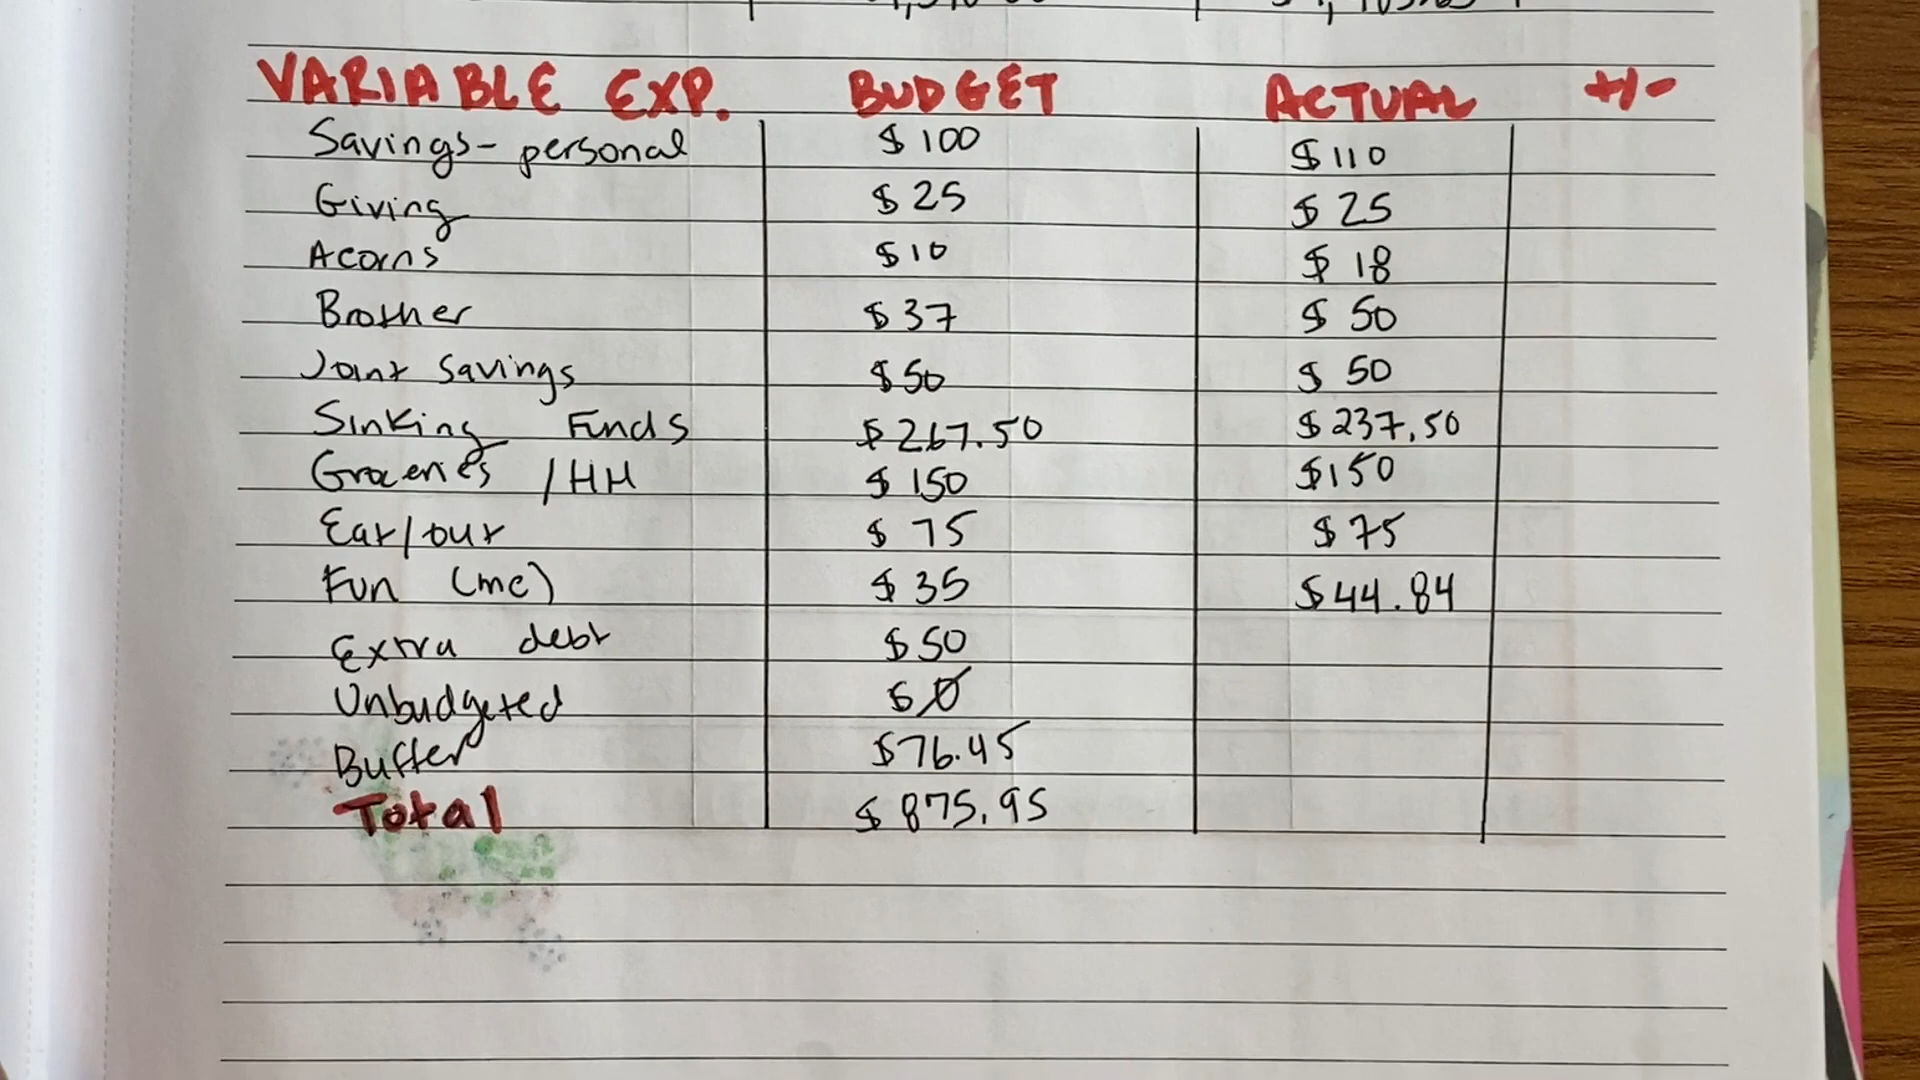 VARIABLE EXP. BUDGET ACTUAL +/-
Savings- personal $100 $110
Giving $25 $25
Acorns $10 $18
Brother $37 $50
Joint Savings $50 $50
Sinking Funds $267.50 $237.50
Groceries /HH $150 $150
Eat/out $75 $75
Fun (me) $35 $44.84
Extra debt $50
Unbudgeted $0
Buffer $76.45
Total $875.95